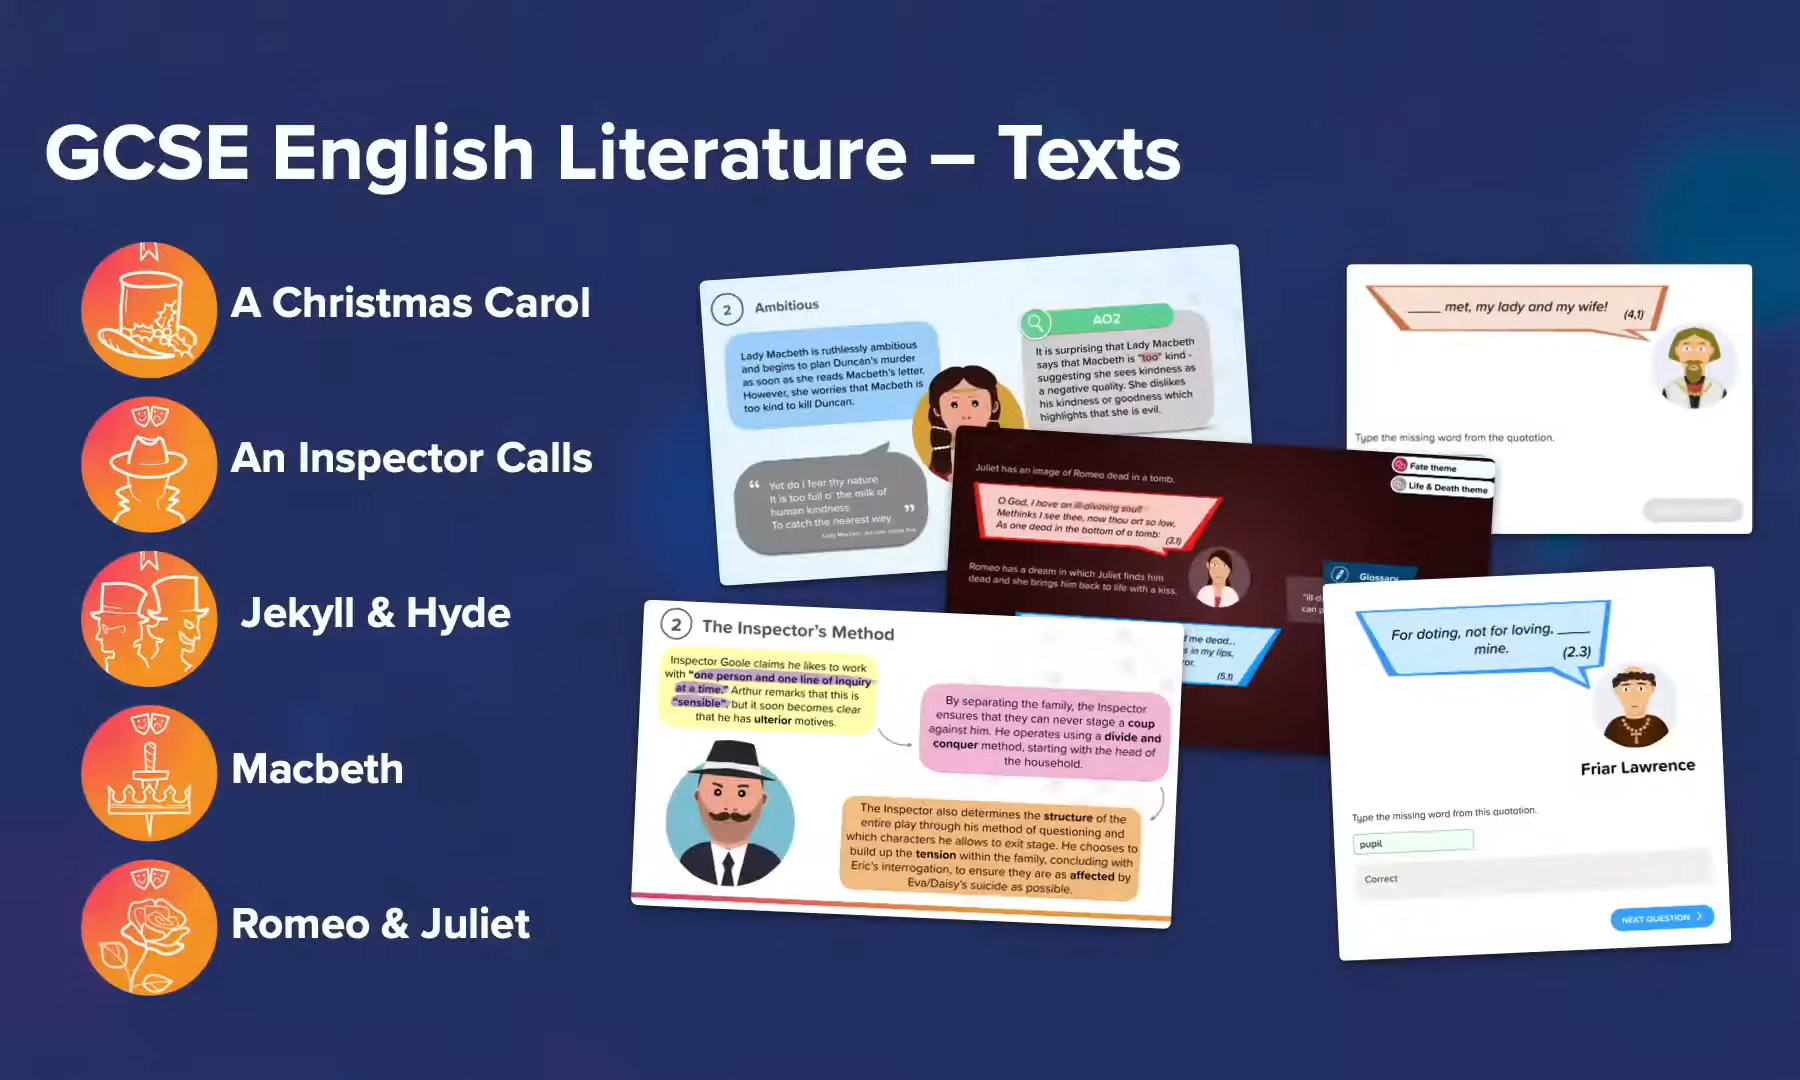 GCSE English Literature – Texts
A Christmas Carol
An Inspector Calls
Jekyll & Hyde
Macbeth
Romeo & Juliet
2 Ambitious
Lady Macbeth is ruthlessly ambitious
and begins to plan Duncan's murder
as soon as she reads Macbeth's letter.
However, she worries that Macbeth is
too kind to kill Duncan.
AO2
It is surprising that Lady Macbeth
says that Macbeth is "too" kind -
suggesting she sees kindness as
a negative quality. She dislikes
his kindness or goodness which
highlights that she is evil.
“ Yet do I fear thy nature
It is too full o' the milk of
human kindness
To catch the nearest way ”
Lady Macbeth
Juliet has an image of Romeo dead in a tomb.
O God, I have an ill-divining soul!
Methinks I see thee, now thou art so low,
As one dead in the bottom of a tomb:
(3.1)
Fate theme
Life & Death theme
Romeo has a dream in which Juliet finds him
dead and she brings him back to life with a kiss.
Glossary
"ill-d
can p
me dead...
s in my lips,
ror.
(5.1)
2 The Inspector's Method
Inspector Goole claims he likes to work
with "one person and one line of inquiry
at a time." Arthur remarks that this is
"sensible", but it soon becomes clear
that he has ulterior motives.
By separating the family, the Inspector
ensures that they can never stage a coup
against him. He operates using a divide and
conquer method, starting with the head of
the household.
The Inspector also determines the structure of the
entire play through his method of questioning and
which characters he allows to exit stage. He chooses to
build up the tension within the family, concluding with
Eric's interrogation, to ensure they are as affected by
Eva/Daisy's suicide as possible.
____ met, my lady and my wife!
(4.1)
Type the missing word from the quotation.
For doting, not for loving, ____
mine.
(2.3)
Friar Lawrence
Type the missing word from this quotation.
pupil
Correct
NEXT QUESTION